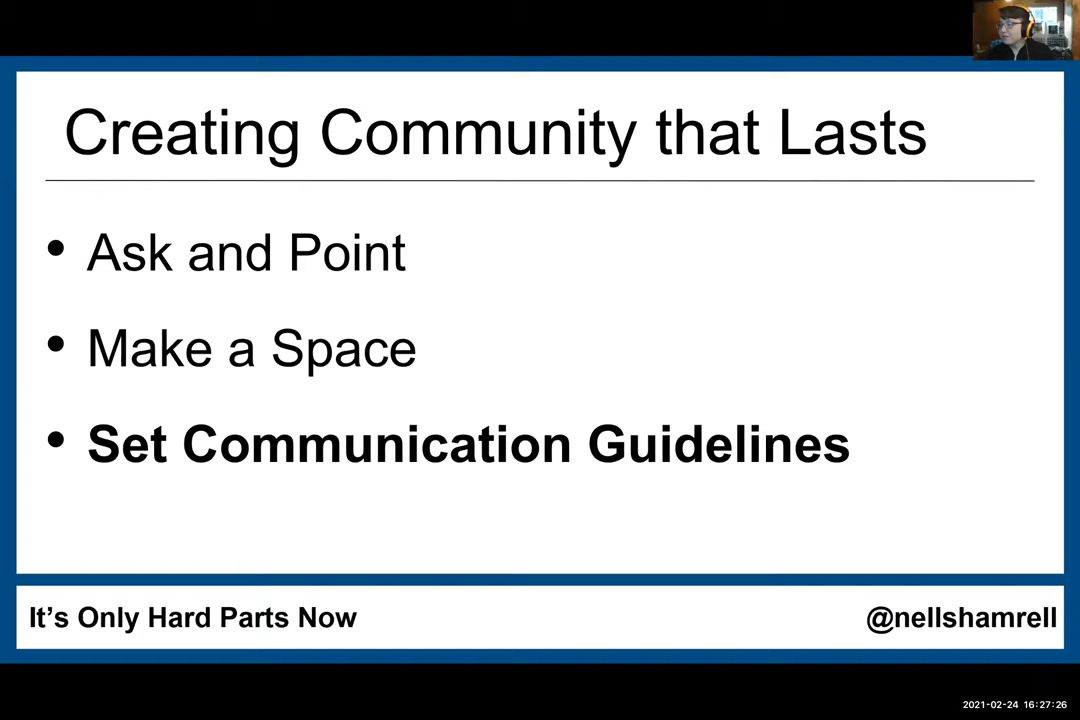 Creating Community that Lasts
• Ask and Point
• Make a Space
• Set Communication Guidelines
It’s Only Hard Parts Now
@nellshamrell
2021-02-24 16:27:26